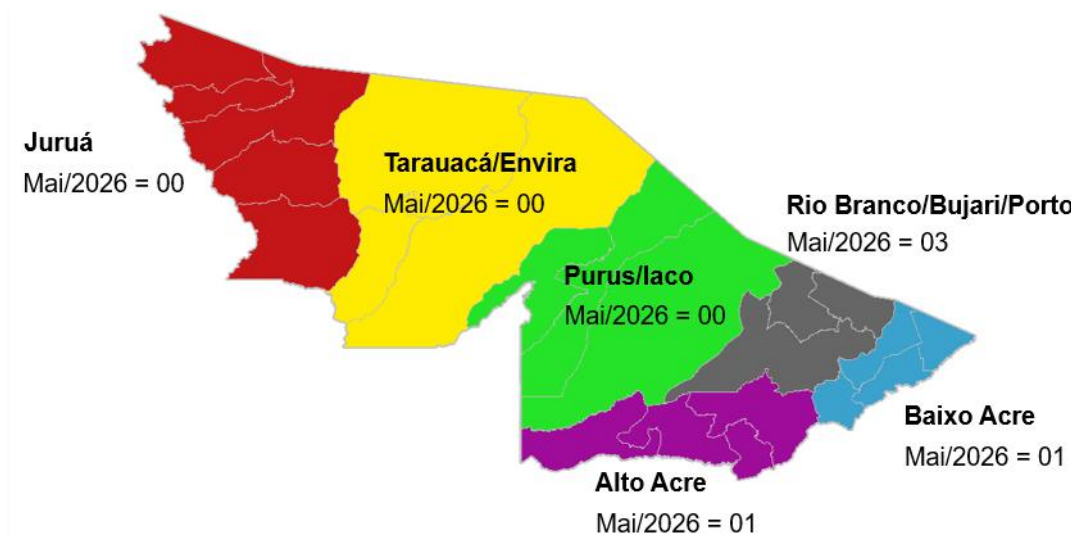 Juruá
Mai/2026 = 00
Tarauacá/Envira
Mai/2026 = 00
Purus/Iaco
Mai/2026 = 00
Rio Branco/Bujari/Porto
Mai/2026 = 03
Baixo Acre
Mai/2026 = 01
Alto Acre
Mai/2026 = 01